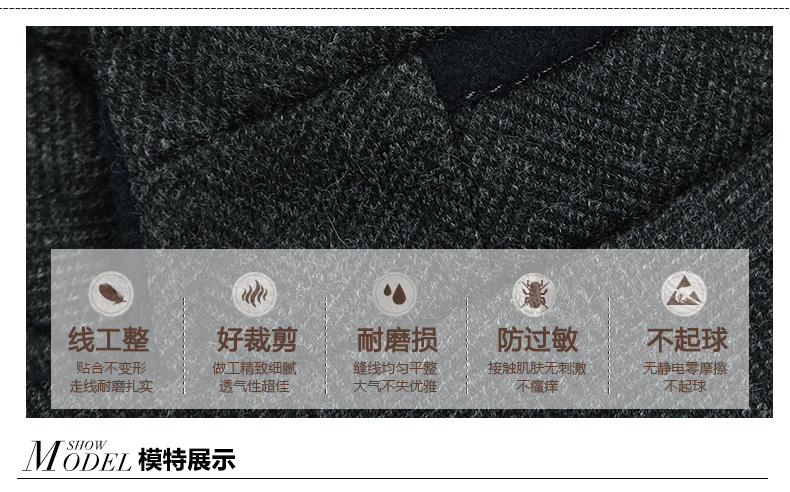 线工整
好裁剪
耐磨损
防过敏
不起球
贴合不变形
走线耐磨扎实
做工精致细腻
透气性超佳
缝线均匀平整
大气不失优雅
接触肌肤无刺激
不瘙痒
无静电零摩擦
不起球
SHOW
MODEL 模特展示